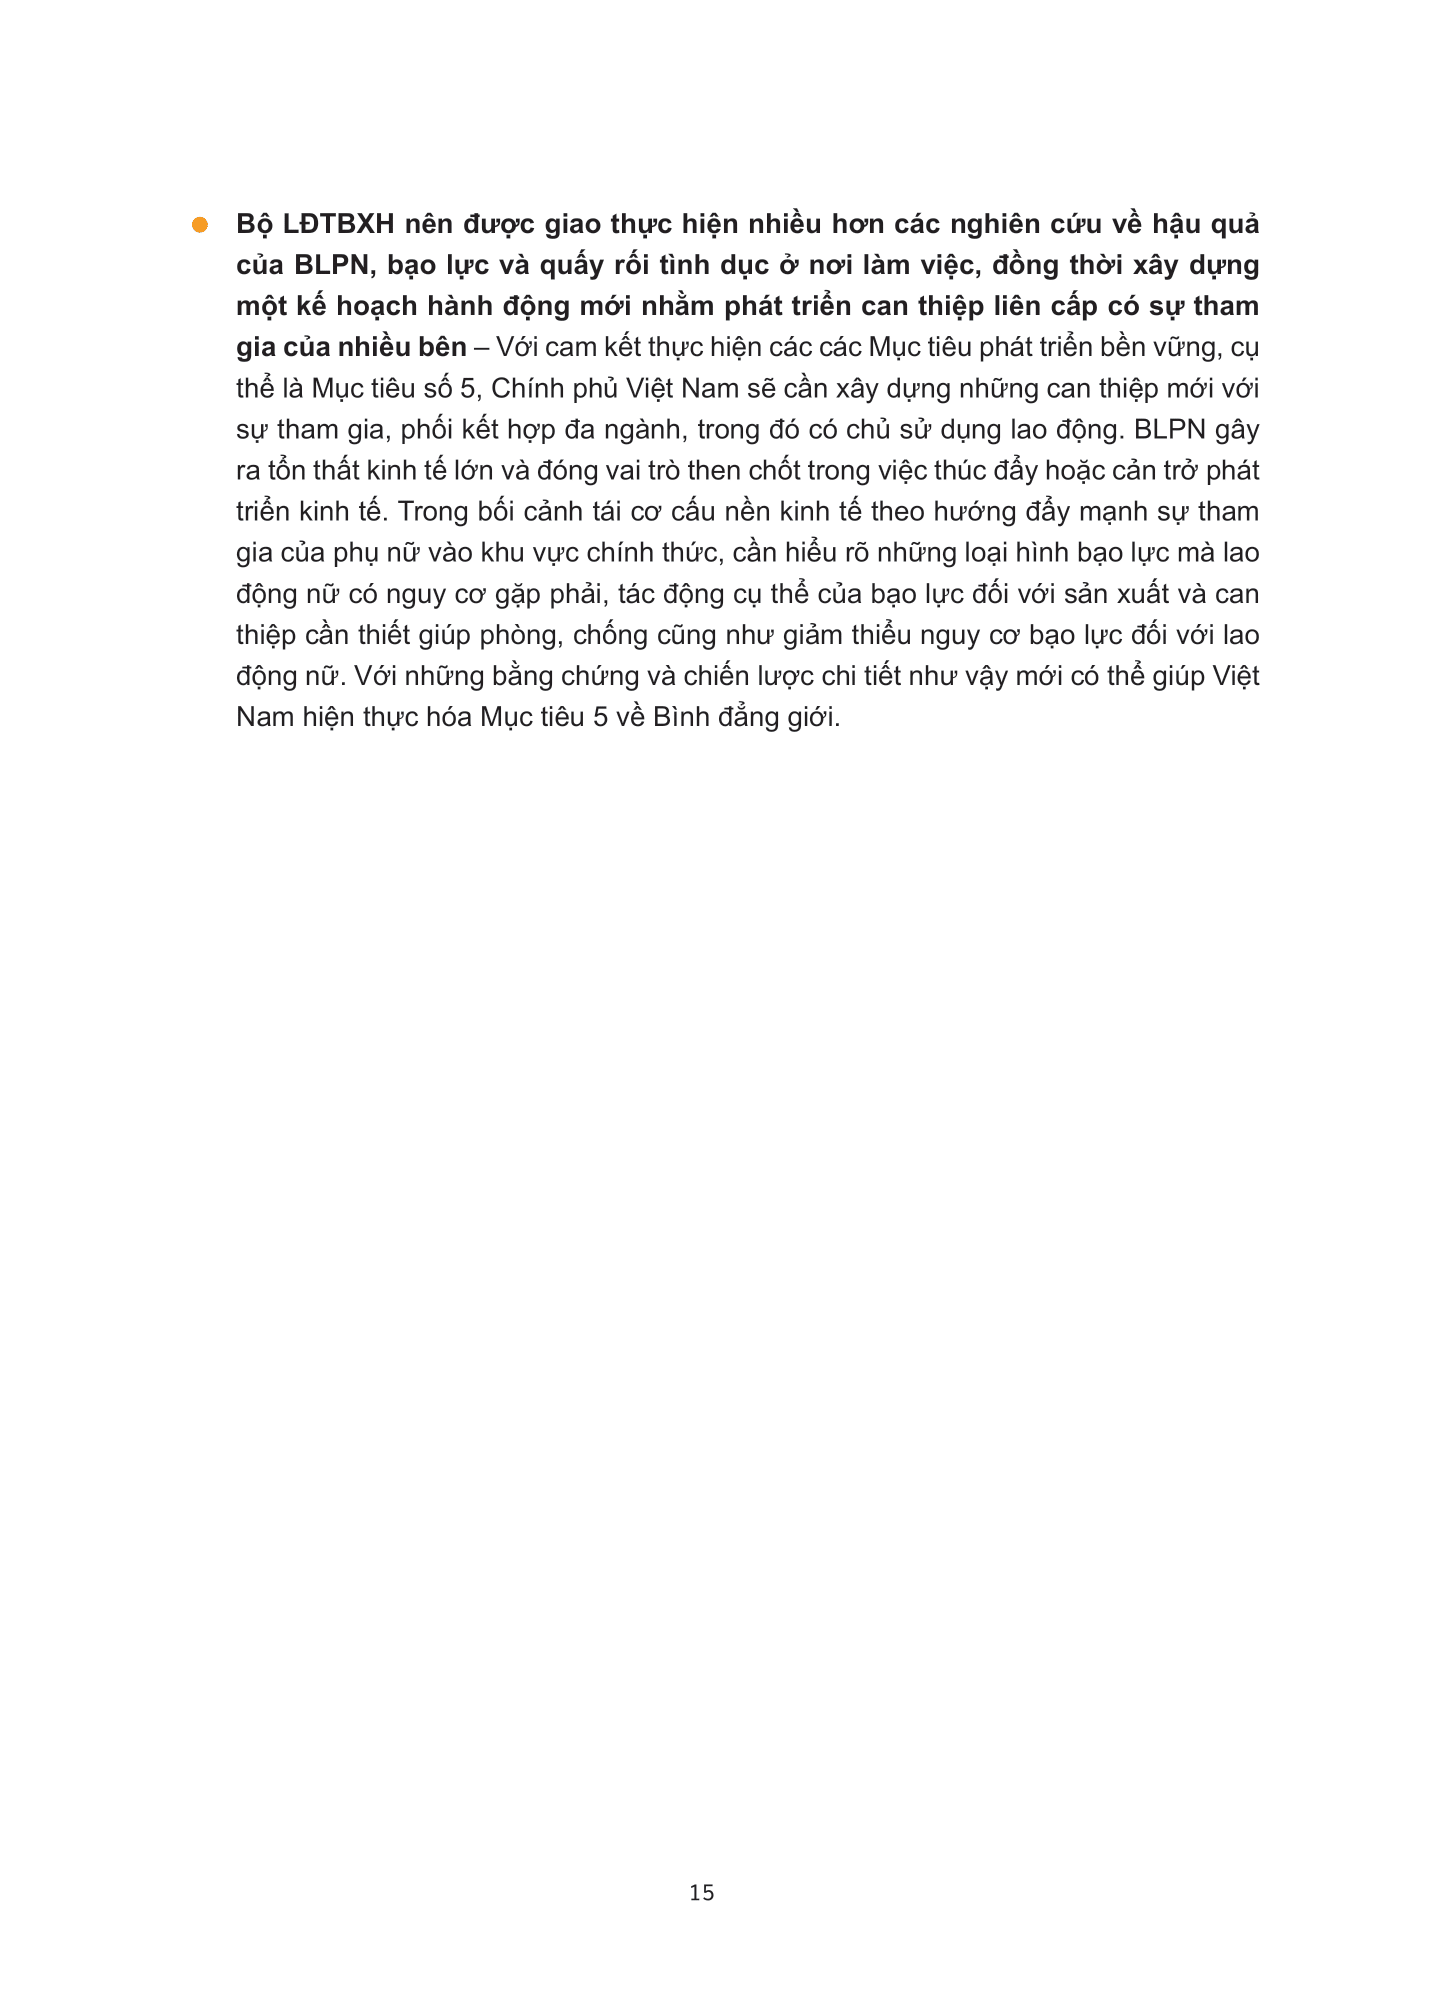 Bộ LĐTBXH nên được giao thực hiện nhiều hơn các nghiên cứu về hậu quả
của BLPN, bạo lực và quấy rối tình dục ở nơi làm việc, đồng thời xây dựng
một kế hoạch hành động mới nhằm phát triển can thiệp liên cấp có sự tham
gia của nhiều bên – Với cam kết thực hiện các các Mục tiêu phát triển bền vững, cụ
thể là Mục tiêu số 5, Chính phủ Việt Nam sẽ cần xây dựng những can thiệp mới với
sự tham gia, phối kết hợp đa ngành, trong đó có chủ sử dụng lao động. BLPN gây
ra tổn thất kinh tế lớn và đóng vai trò then chốt trong việc thúc đẩy hoặc cản trở phát
triển kinh tế. Trong bối cảnh tái cơ cấu nền kinh tế theo hướng đẩy mạnh sự tham
gia của phụ nữ vào khu vực chính thức, cần hiểu rõ những loại hình bạo lực mà lao
động nữ có nguy cơ gặp phải, tác động cụ thể của bạo lực đối với sản xuất và can
thiệp cần thiết giúp phòng, chống cũng như giảm thiểu nguy cơ bạo lực đối với lao
động nữ. Với những bằng chứng và chiến lược chi tiết như vậy mới có thể giúp Việt
Nam hiện thực hóa Mục tiêu 5 về Bình đẳng giới.
15